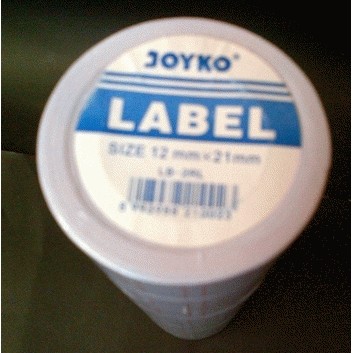 JOYKO
LABEL
SIZE 12 mm × 21mm
LB-2RL